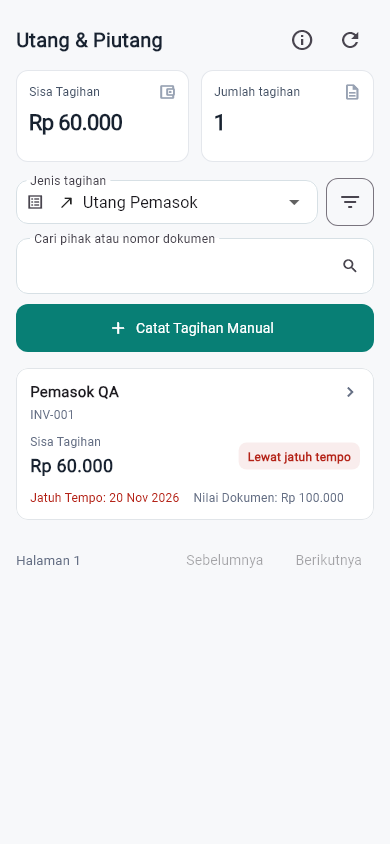 Utang & Piutang
Sisa Tagihan
Rp 60.000
Jumlah tagihan
1
Jenis tagihan
Utang Pemasok
Cari pihak atau nomor dokumen
Catat Tagihan Manual
Pemasok QA
INV-001
Sisa Tagihan
Rp 60.000
Lewat jatuh tempo
Jatuh Tempo: 20 Nov 2026 Nilai Dokumen: Rp 100.000
Halaman 1 Sebelumnya Berikutnya